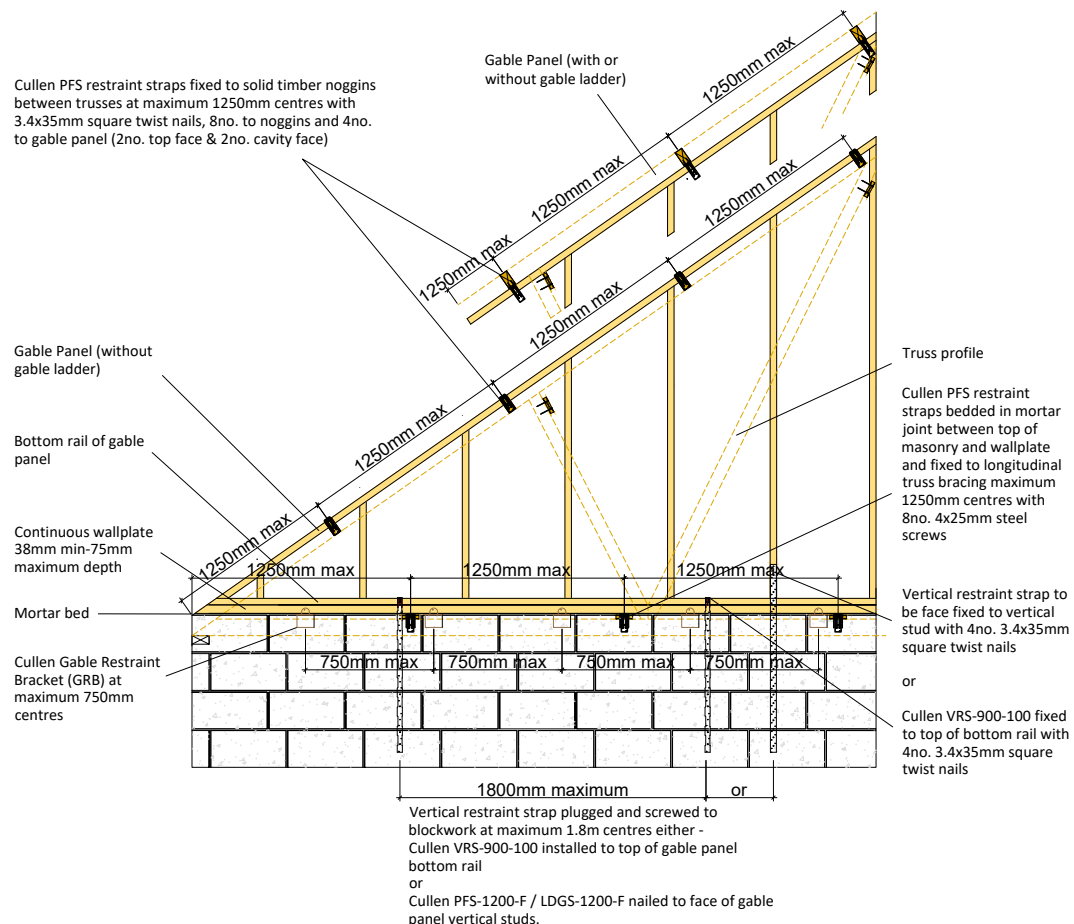 Cullen PFS restraint straps fixed to solid timber noggins
between trusses at maximum 1250mm centres with
3.4x35mm square twist nails, 8no. to noggins and 4no.
to gable panel (2no. top face & 2no. cavity face)
Gable Panel (with or
without gable ladder)
1250mm max
1250mm max
1250mm max
1250mm max
1250mm max
1250mm max
1250mm max
Gable Panel (without
gable ladder)
Bottom rail of gable
panel
Continuous wallplate
38mm min-75mm
maximum depth
Mortar bed
Cullen Gable Restraint
Bracket (GRB) at
maximum 750mm
centres
1250mm max
1250mm max
1250mm max
750mm max
750mm max
750mm max
750mm max
Truss profile
Cullen PFS restraint
straps bedded in mortar
joint between top of
masonry and wallplate
and fixed to longitudinal
truss bracing maximum
1250mm centres with
8no. 4x25mm steel
screws
Vertical restraint strap to
be face fixed to vertical
stud with 4no. 3.4x35mm
square twist nails
or
Cullen VRS-900-100 fixed
to top of bottom rail with
4no. 3.4x35mm square
twist nails
1800mm maximum
or
Vertical restraint strap plugged and screwed to
blockwork at maximum 1.8m centres either -
Cullen VRS-900-100 installed to top of gable panel
bottom rail
or
Cullen PFS-1200-F / LDGS-1200-F nailed to face of gable
panel vertical studs.